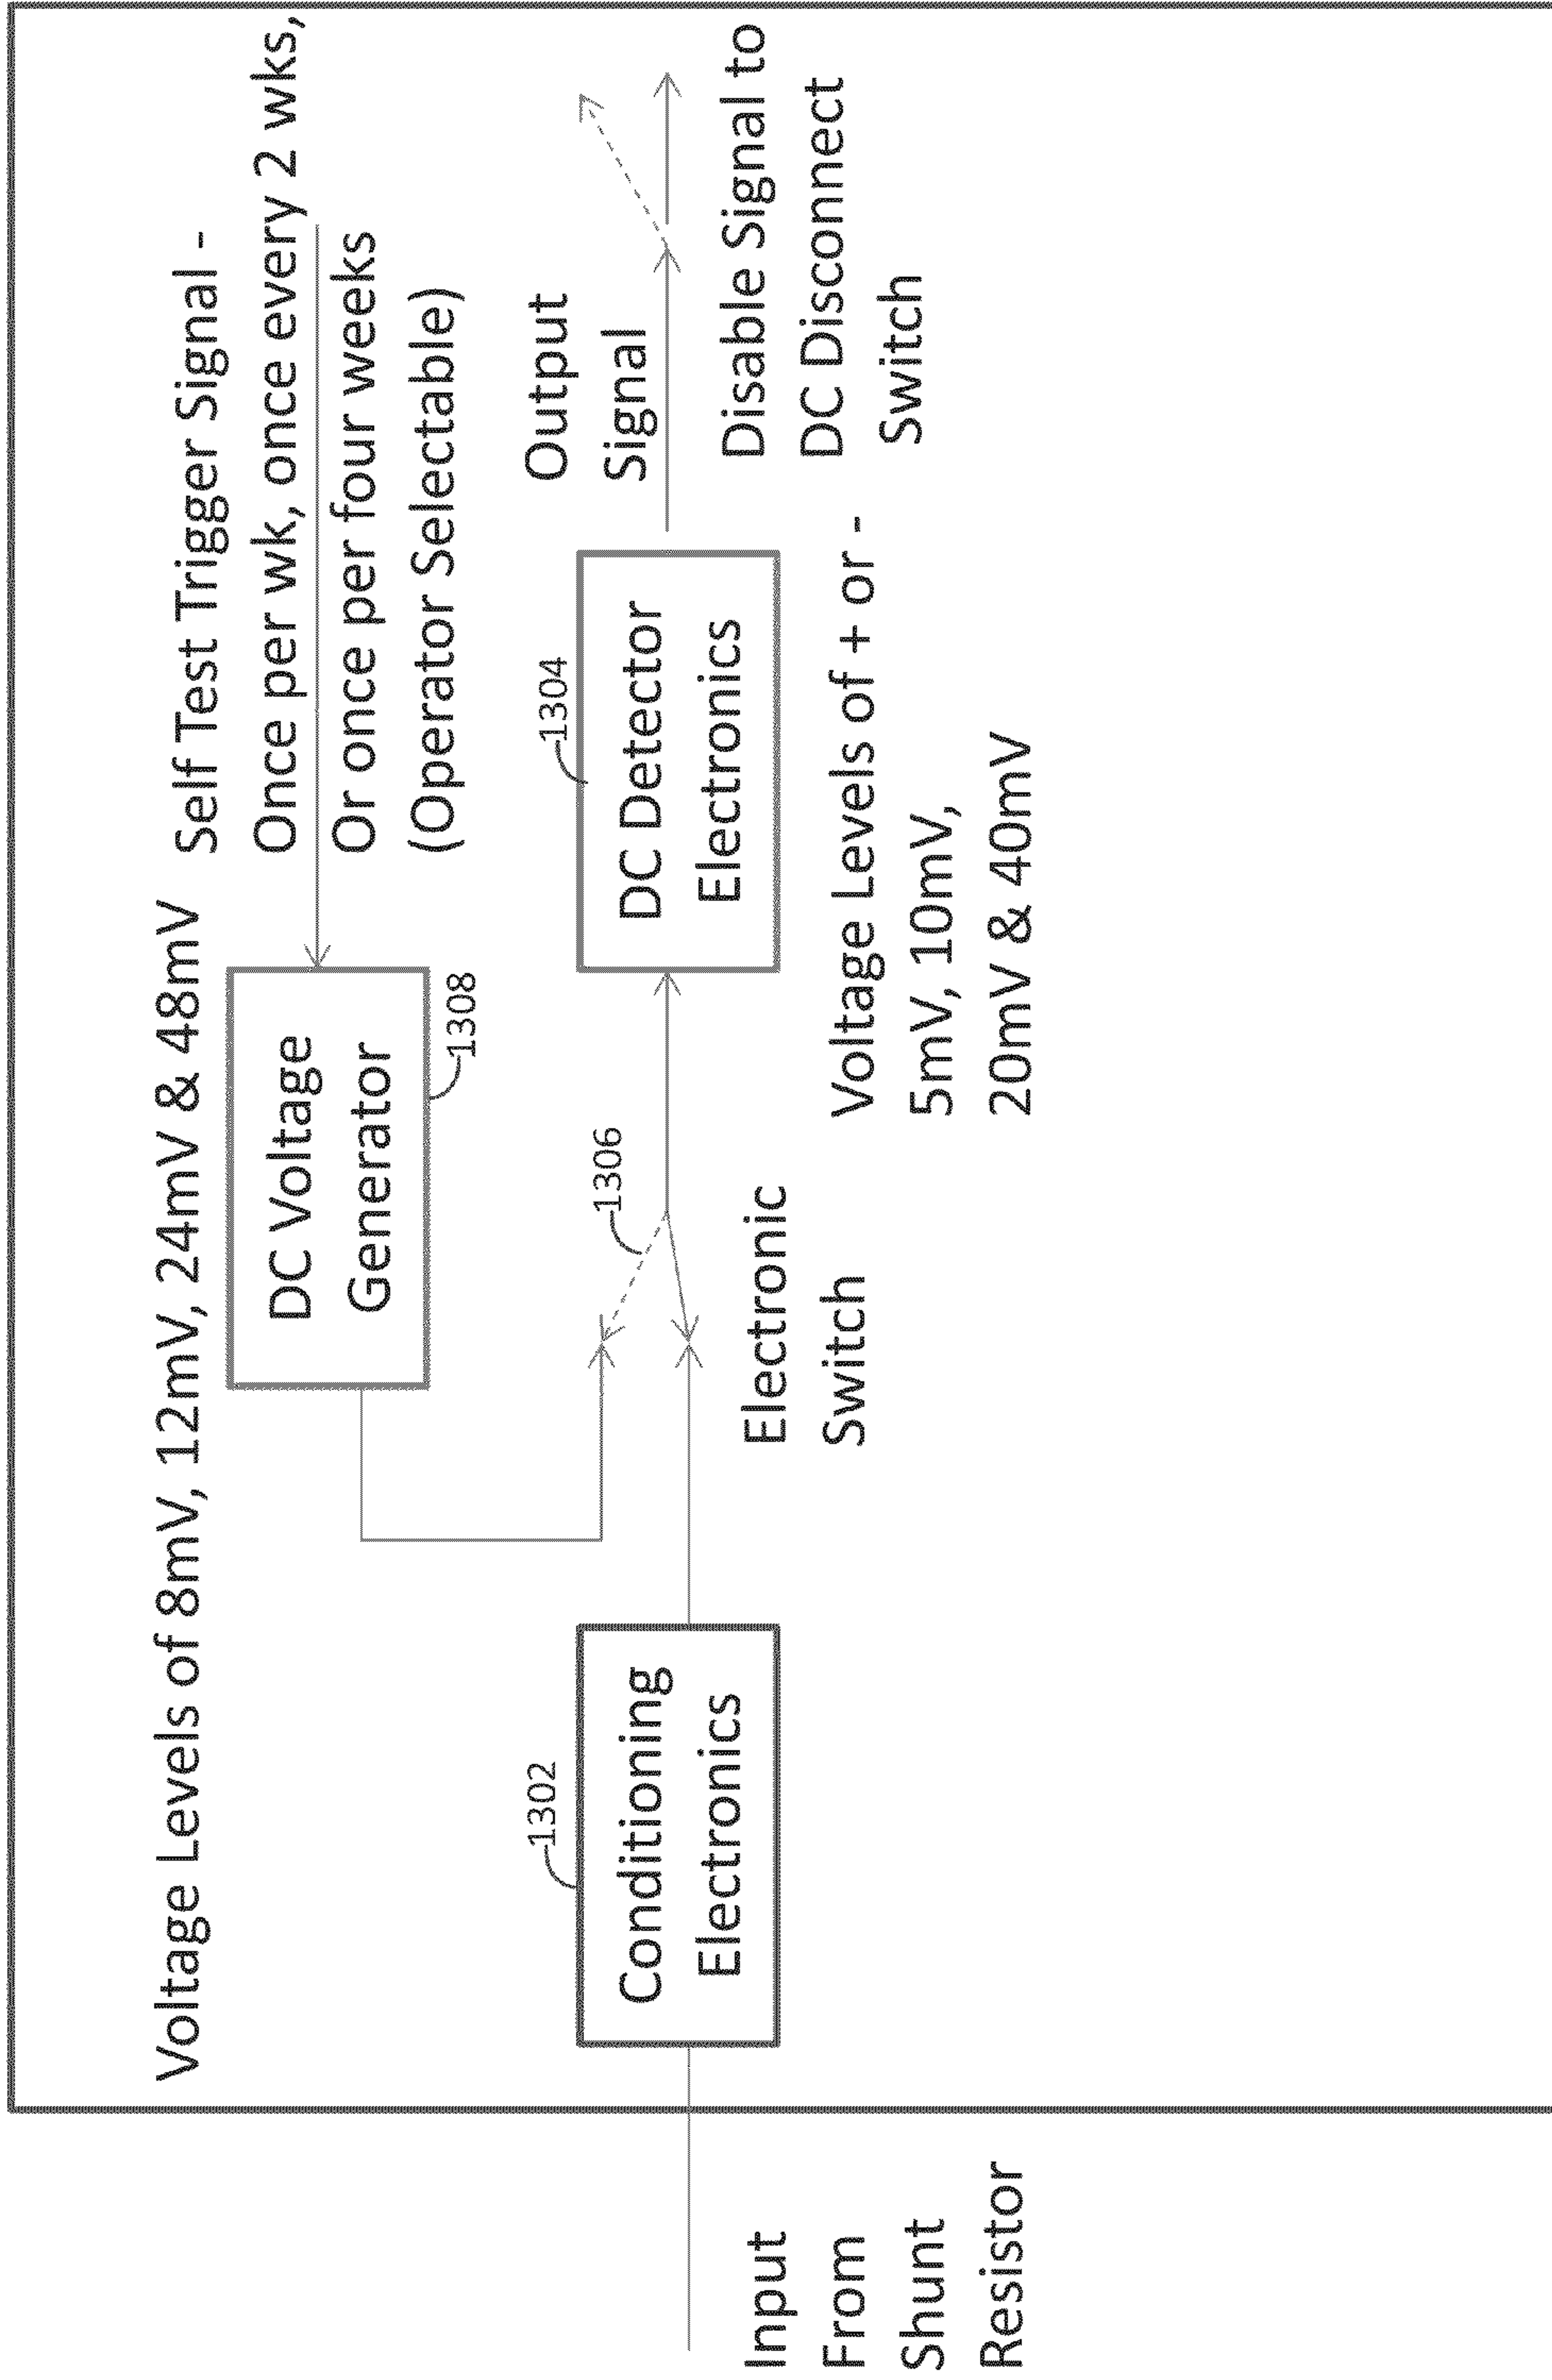 Voltage Levels of 8mV, 12mV, 24mV & 48mV
Self Test Trigger Signal -
Once per wk, once every 2 wks,
Or once per four weeks
(Operator Selectable)
DC Voltage
Generator
1308
1302
Conditioning
Electronics
1306
Electronic
Switch
1304
DC Detector
Electronics
Output
Signal
Disable Signal to
DC Disconnect
Switch
Voltage Levels of + or -
5mV, 10mV,
20mV & 40mV
Input
From
Shunt
Resistor